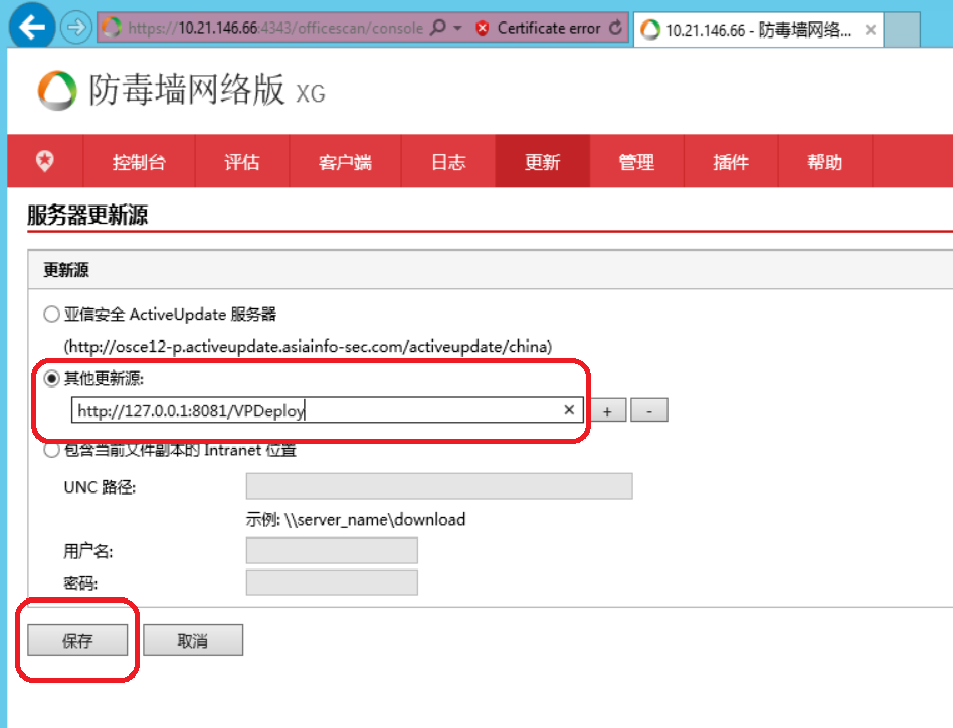 https://10.21.146.66:4343/officescan/console Certificate error 10.21.146.66 - 防毒墙网络...
防毒墙网络版 XG
控制台 评估 客户端 日志 更新 管理 插件 帮助
服务器更新源
更新源
亚信安全 ActiveUpdate 服务器
(http://osce12-p.activeupdate.asiainfo-sec.com/activeupdate/china)
其他更新源:
http://127.0.0.1:8081/VPDeploy
+ -
包含当前文件副本的 Intranet 位置
UNC 路径:
示例: \\server_name\download
用户名:
密码:
保存 取消